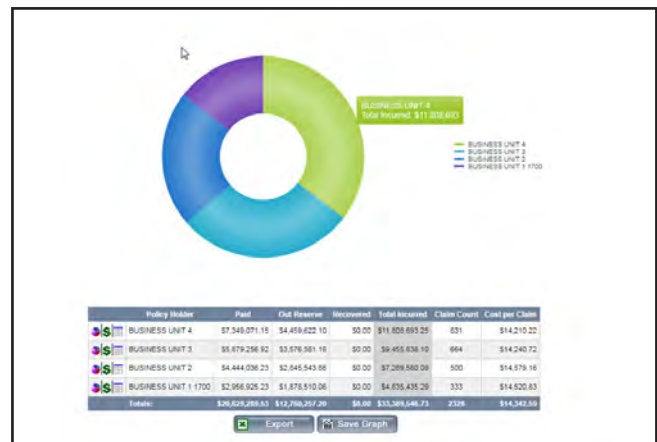 BUSINESS UNIT 4
Total Incurred: $11,808,693
BUSINESS UNIT 4
BUSINESS UNIT 3
BUSINESS UNIT 2
BUSINESS UNIT 1 1700
Policy Holder Paid Out Reserve Recovered Total Incurred Claim Count Cost per Claim
BUSINESS UNIT 4 $7,349,071.15 $4,459,622.10 $0.00 $11,808,693.25 831 $14,210.22
BUSINESS UNIT 3 $5,879,256.92 $3,576,581.18 $0.00 $9,455,838.10 664 $14,240.72
BUSINESS UNIT 2 $4,444,036.23 $2,845,543.86 $0.00 $7,289,580.09 500 $14,579.16
BUSINESS UNIT 1 1700 $2,956,925.23 $1,878,510.06 $0.00 $4,835,435.29 333 $14,520.83
Totals: $20,629,289.53 $12,760,257.20 $0.00 $33,389,546.73 2328 $14,342.59
Export Save Graph